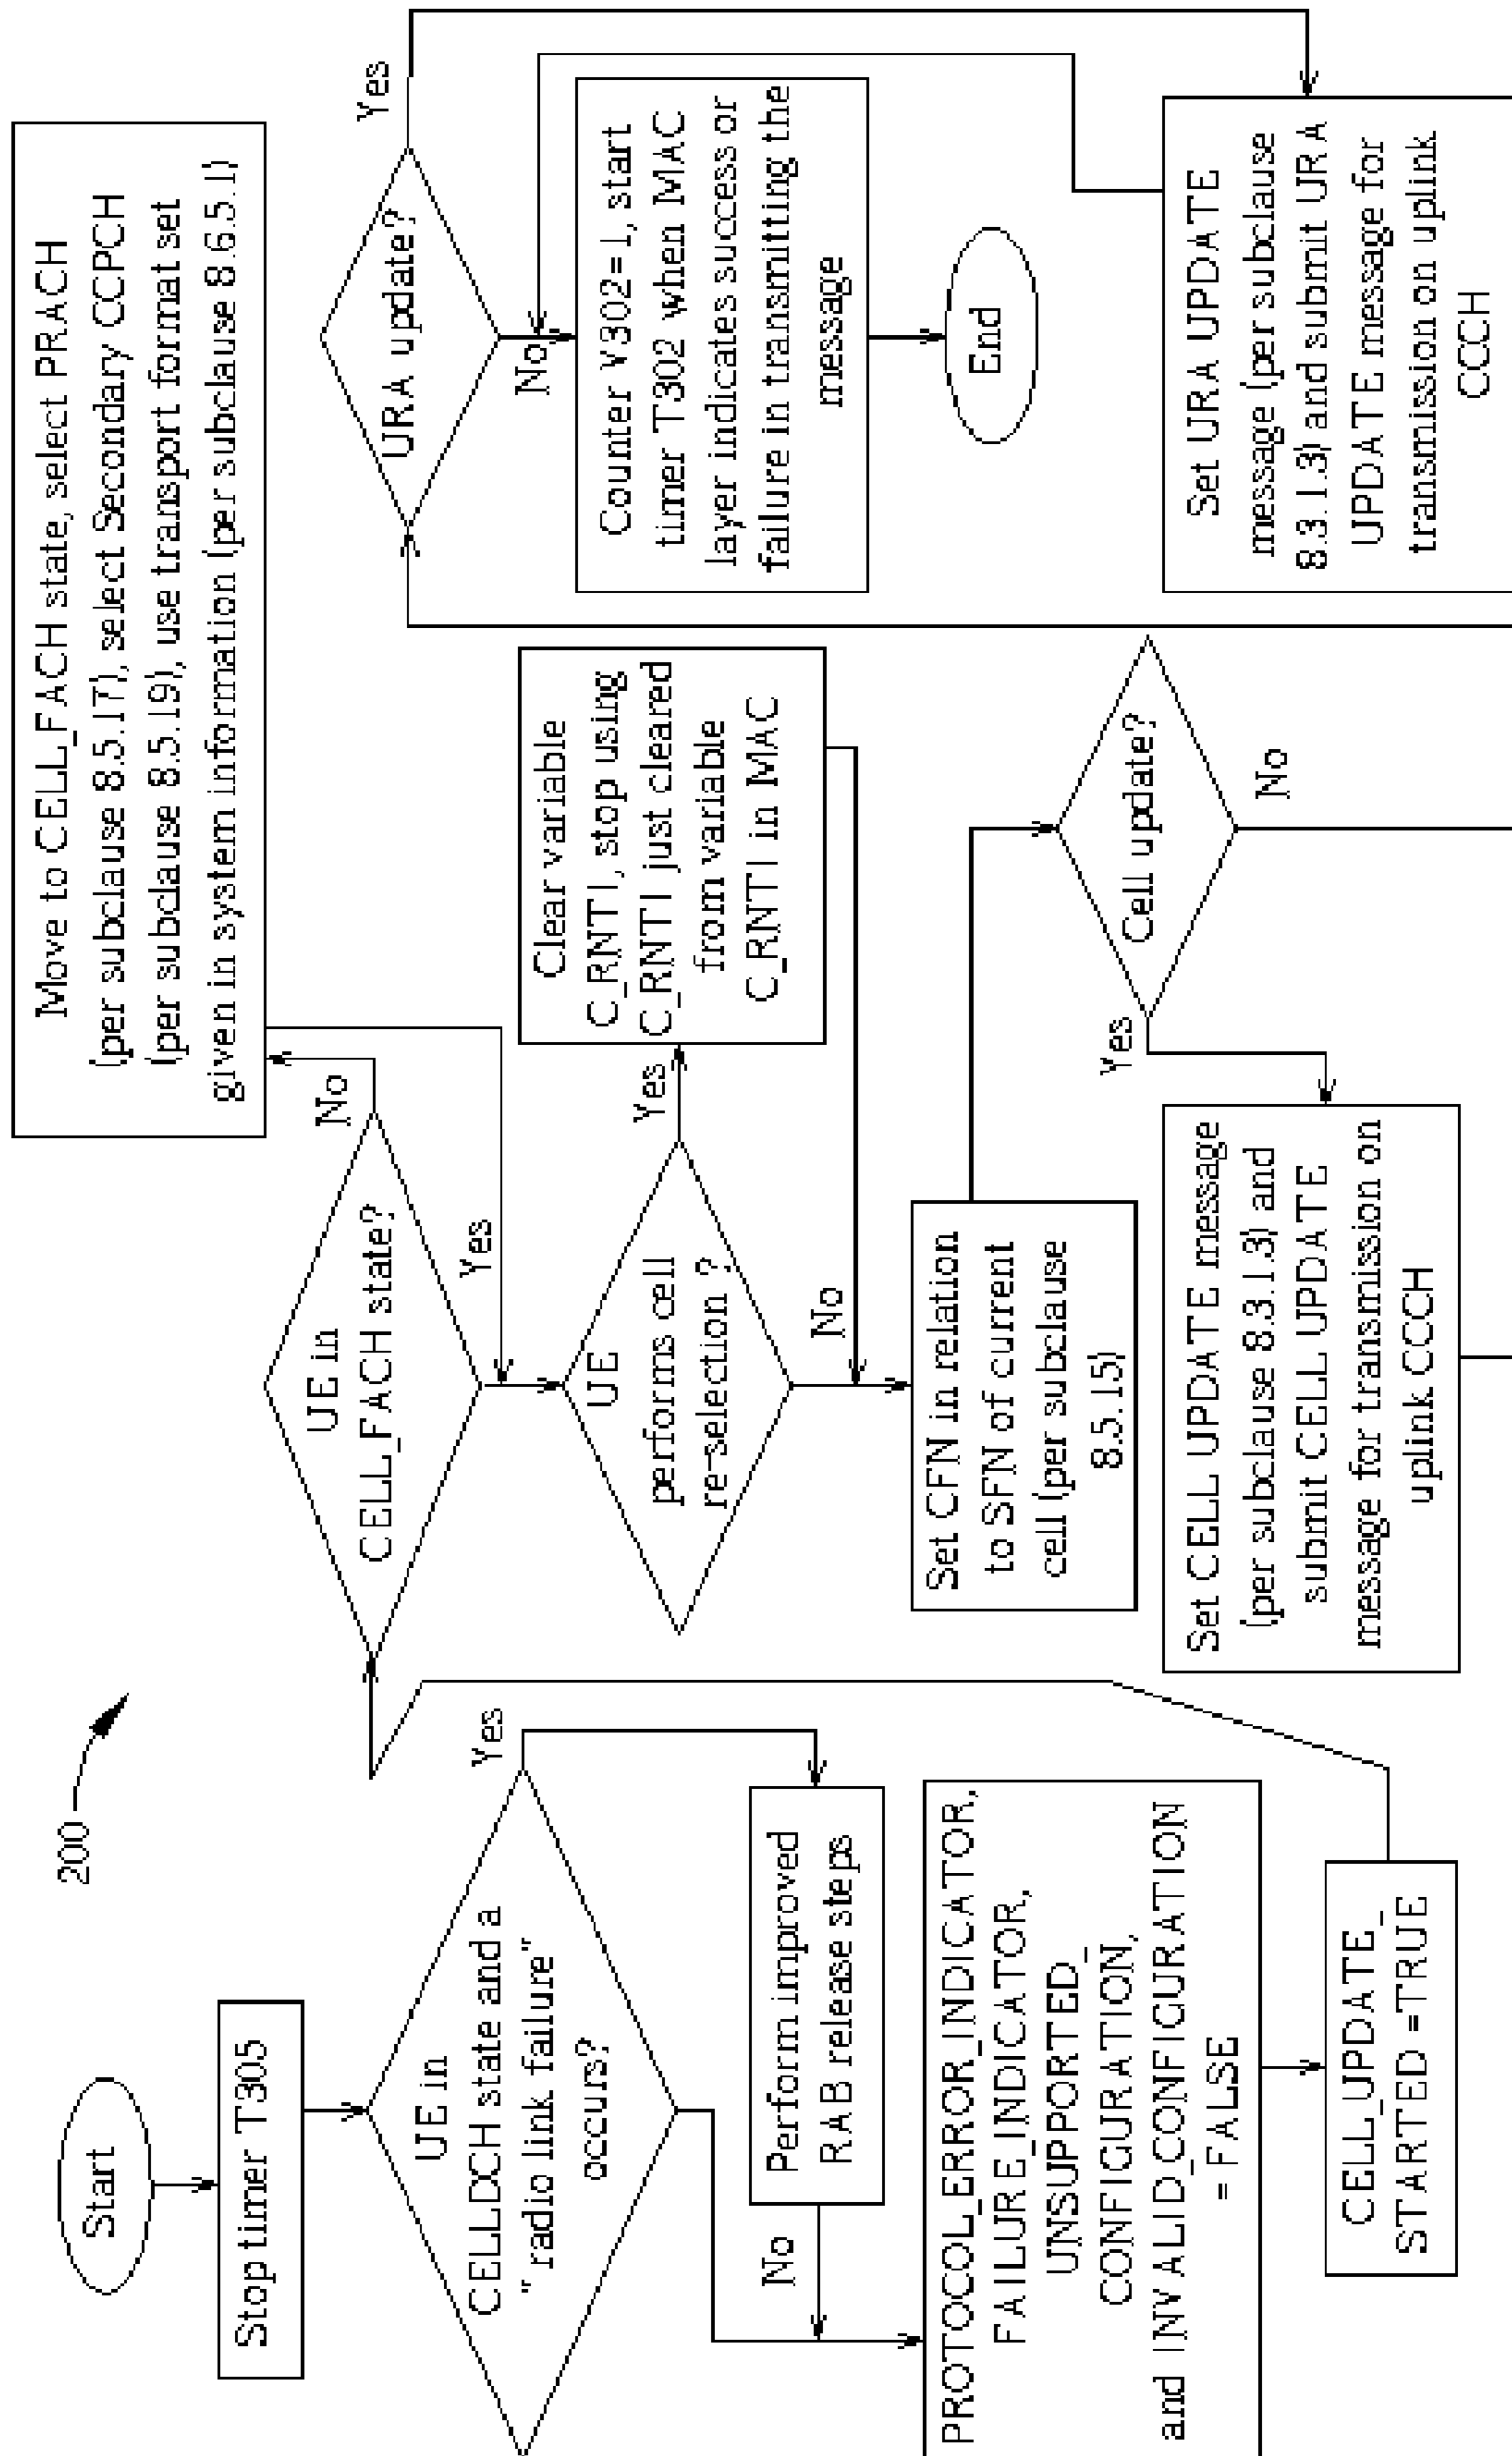 200
Start
Stop timer T305
UE in
CELL_DCH state and a
"radio link failure"
occurs?
Yes
Perform improved
RAB release steps
No
PROTOCOL_ERROR_INDICATOR,
FAILURE_INDICATOR,
UNSUPPORTED_
CONFIGURATION,
and INVALID_CONFIGURATION
= FALSE
CELL_UPDATE_
STARTED =TRUE
UE in
CELL_FACH state?
No
Move to CELL_FACH state, select PRACH
(per subclause 8.5.17), select Secondary CCPCH
(per subclause 8.5.19), use transport format set
given in system information (per subclause 8.6.5.1)
Yes
UE
performs cell
re-selection ?
Yes
Clear variable
C_RNTI, stop using
C_RNTI just cleared
from variable
C_RNTI in MAC
No
Set CFN in relation
to SFN of current
cell (per subclause
8.5.15)
Cell update?
Yes
No
Set CELL UPDATE message
(per subclause 8.3.1.3) and
submit CELL UPDATE
message for transmission on
uplink CCCH
URA update?
Yes
No
Counter V302=1, start
timer T302 when MAC
layer indicates success or
failure in transmitting the
message
End
Set URA UPDATE
message (per subclause
8.3.1.3) and submit URA
UPDATE message for
transmission on uplink
CCCH